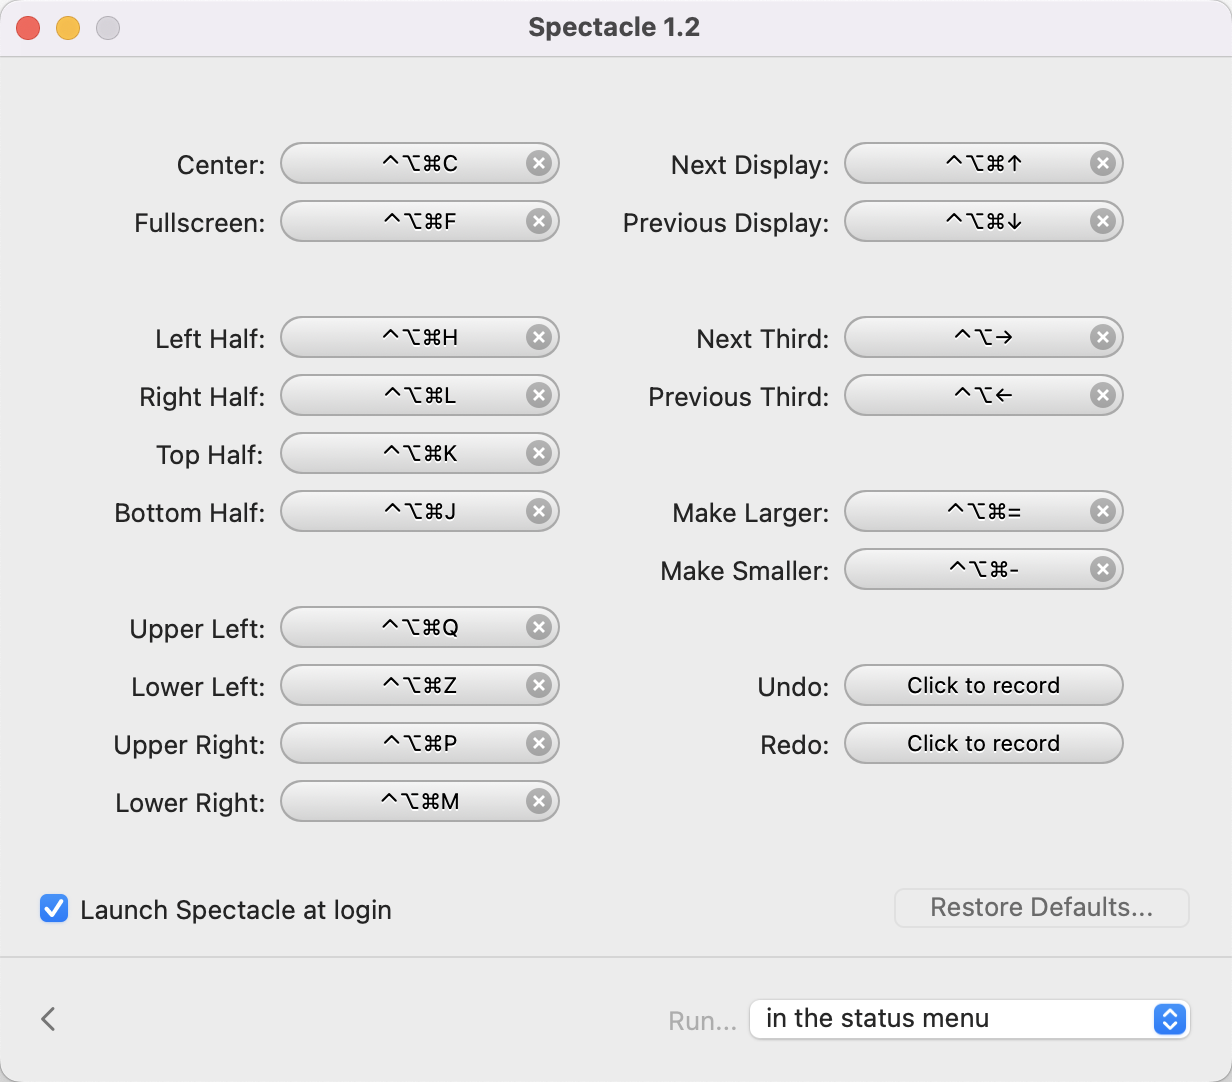 Spectacle 1.2
Center: ⌃⌥⌘C
Fullscreen: ⌃⌥⌘F
Left Half: ⌃⌥⌘H
Right Half: ⌃⌥⌘L
Top Half: ⌃⌥⌘K
Bottom Half: ⌃⌥⌘J
Upper Left: ⌃⌥⌘Q
Lower Left: ⌃⌥⌘Z
Upper Right: ⌃⌥⌘P
Lower Right: ⌃⌥⌘M
Next Display: ⌃⌥⌘↑
Previous Display: ⌃⌥⌘↓
Next Third: ⌃⌥→
Previous Third: ⌃⌥←
Make Larger: ⌃⌥⌘=
Make Smaller: ⌃⌥⌘-
Undo: Click to record
Redo: Click to record
Launch Spectacle at login
Restore Defaults...
Run... in the status menu